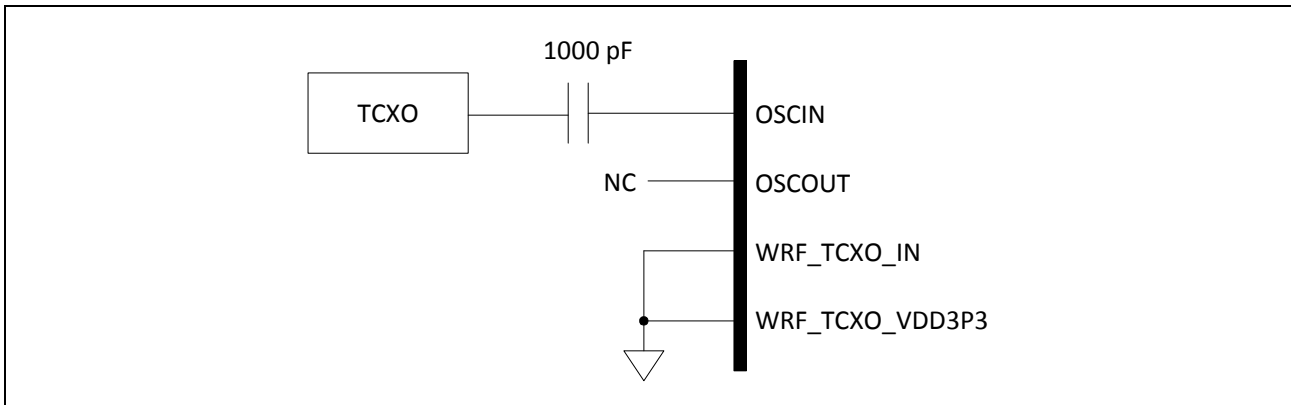 1000 pF
TCXO
OSCIN
NC
OSCOUT
WRF_TCXO_IN
WRF_TCXO_VDD3P3